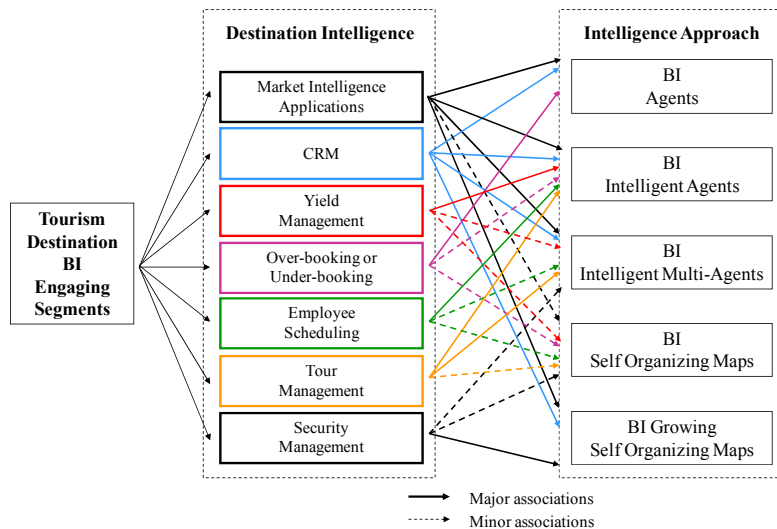 Destination Intelligence
Intelligence Approach
Tourism
Destination
BI
Engaging
Segments
Market Intelligence
Applications
CRM
Yield
Management
Over-booking or
Under-booking
Employee
Scheduling
Tour
Management
Security
Management
BI
Agents
BI
Intelligent Agents
BI
Intelligent Multi-Agents
BI
Self Organizing Maps
BI Growing
Self Organizing Maps
Major associations
Minor associations